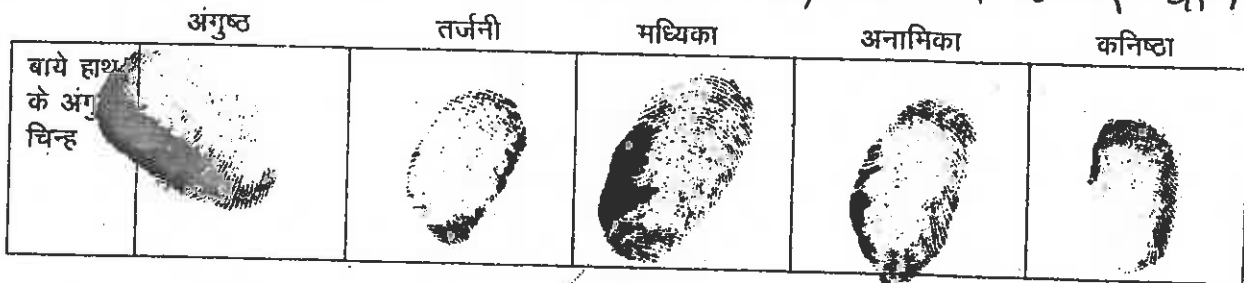 अंगुष्ठ तर्जनी मध्यिका अनामिका कनिष्ठा
बाये हाथ
के अंगु
चिन्ह